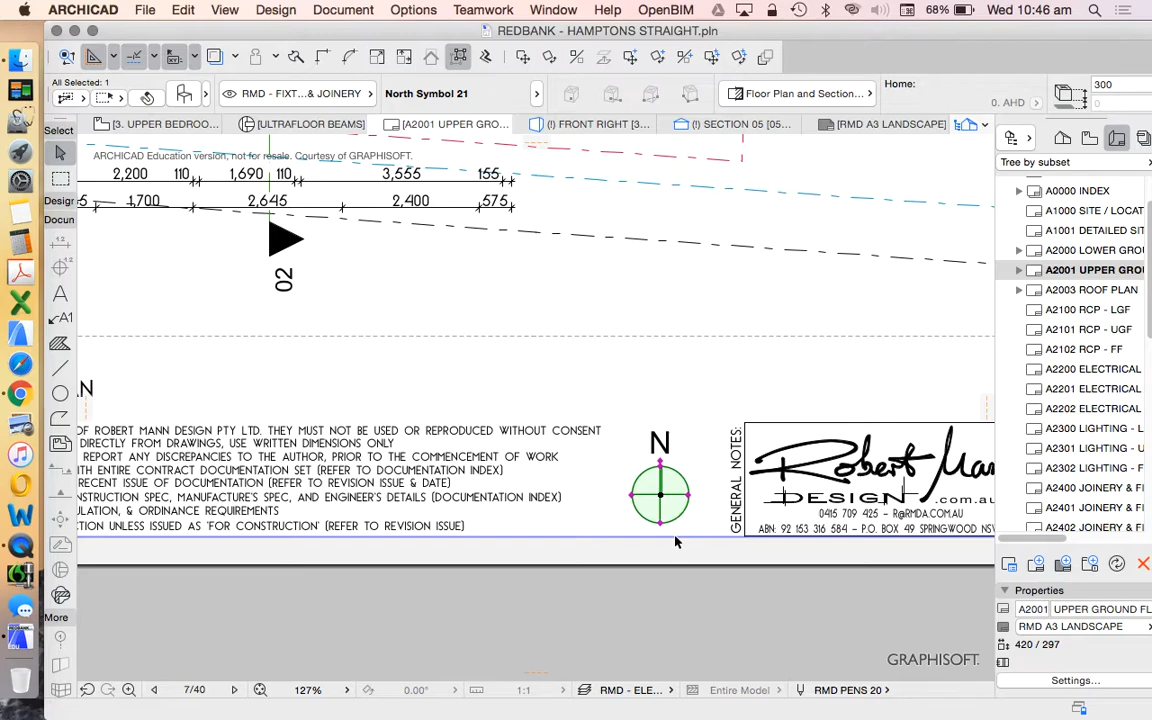 ARCHICAD File Edit View Design Document Options Teamwork Window Help OpenBIM 68% Wed 10:46 am
REDBANK - HAMPTONS STRAIGHT.pln
All Selected: 1
RMD - FIXT...& JOINERY
North Symbol 21
Floor Plan and Section...
Home:
0. AHD
300
0
Select
[3. UPPER BEDROO...
[ULTRAFLOOR BEAMS]
[A2001 UPPER GRO...
(!) FRONT RIGHT [3...
(!) SECTION 05 [05...
[RMD A3 LANDSCAPE]
ARCHICAD Education version, not for resale. Courtesy of GRAPHISOFT.
2,200 110 1,690 110 3,555 155
5 1,700 2,645 2,400 575
02
Design
Docun
1.2
A
A1
More
AN
OF ROBERT MANN DESIGN PTY LTD. THEY MUST NOT BE USED OR REPRODUCED WITHOUT CONSENT
DIRECTLY FROM DRAWINGS, USE WRITTEN DIMENSIONS ONLY
REPORT ANY DISCREPANCIES TO THE AUTHOR, PRIOR TO THE COMMENCEMENT OF WORK
TH ENTIRE CONTRACT DOCUMENTATION SET (REFER TO DOCUMENTATION INDEX)
RECENT ISSUE OF DOCUMENTATION (REFER TO REVISION ISSUE & DATE)
NSTRUCTION SPEC, MANUFACTURE'S SPEC, AND ENGINEER'S DETAILS (DOCUMENTATION INDEX)
ULATION, & ORDINANCE REQUIREMENTS
CTION UNLESS ISSUED AS 'FOR CONSTRUCTION' (REFER TO REVISION ISSUE)
N
GENERAL NOTES:
Robert Man
DESIGN .com.au
0415 709 425 - R@RMDA.COM.AU
ABN: 92 153 316 584 - P.O. BOX 49 SPRINGWOOD NSW
GRAPHISOFT.
Tree by subset
A0000 INDEX
A1000 SITE / LOCAT
A1001 DETAILED SIT
A2000 LOWER GRO
A2001 UPPER GROU
A2003 ROOF PLAN
A2100 RCP - LGF
A2101 RCP - UGF
A2102 RCP - FF
A2200 ELECTRICAL
A2201 ELECTRICAL
A2202 ELECTRICAL
A2300 LIGHTING - L
A2301 LIGHTING - U
A2302 LIGHTING - F
A2400 JOINERY & FI
A2401 JOINERY & FI
A2402 JOINERY & FI
Properties
A2001 UPPER GROUND FL
RMD A3 LANDSCAPE
420 / 297
Settings...
7/40 127% 0.00° 1:1 RMD - ELE... Entire Model RMD PENS 20